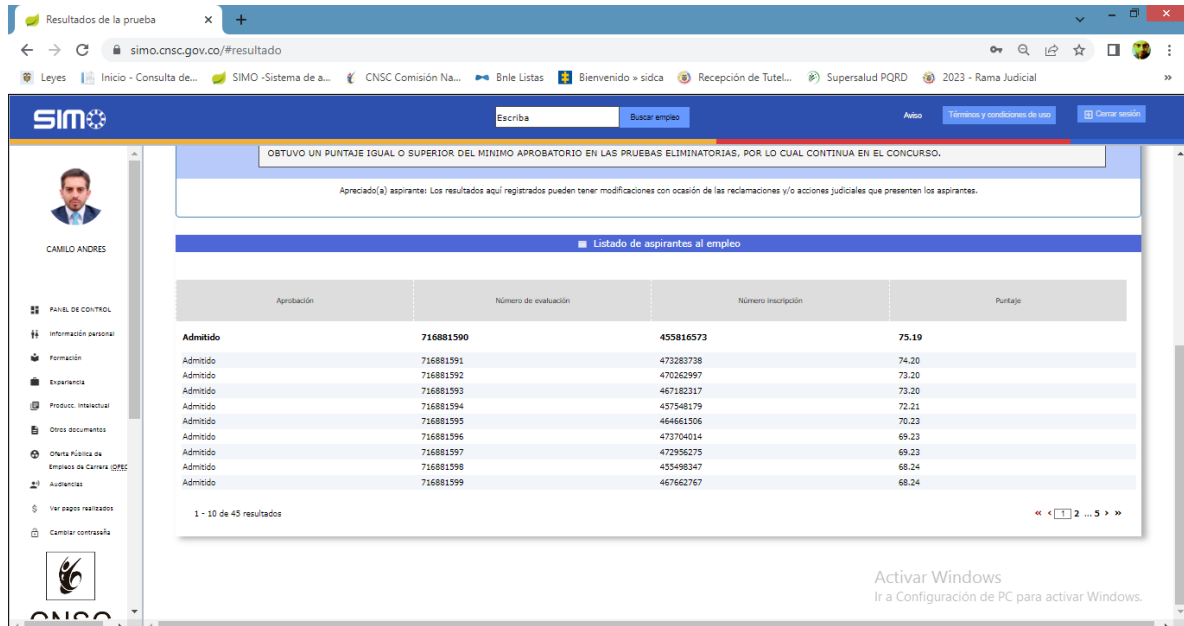 Resultados de la prueba
simo.cnsc.gov.co/#resultado
Leyes Inicio - Consulta de... SIMO -Sistema de a... CNSC Comisión Na... Bnle Listas Bienvenido » sidca Recepción de Tutel... Supersalud PQRD 2023 - Rama Judicial »
SIMO Escriba Buscar empleo Aviso Términos y condiciones de uso Cerrar sesión
OBTUVO UN PUNTAJE IGUAL O SUPERIOR DEL MINIMO APROBATORIO EN LAS PRUEBAS ELIMINATORIAS, POR LO CUAL CONTINUA EN EL CONCURSO.
Apreciado(a) aspirante: Los resultados aquí registrados pueden tener modificaciones con ocasión de las reclamaciones y/o acciones judiciales que presenten los aspirantes.
CAMILO ANDRES
PANEL DE CONTROL
Información personal
Formación
Experiencia
Producc. Intelectual
Otros documentos
Oferta Pública de
Empleos de Carrera (OPEC
Audiencias
Ver pagos realizados
Cambiar contraseña
CNSC
Listado de aspirantes al empleo
Aprobación Número de evaluación Número inscripción Puntaje
Admitido 716881590 455816573 75.19
Admitido 716881591 473283738 74.20
Admitido 716881592 470262997 73.20
Admitido 716881593 467182317 73.20
Admitido 716881594 457548179 72.21
Admitido 716881595 464661506 70.23
Admitido 716881596 473704014 69.23
Admitido 716881597 472956275 69.23
Admitido 716881598 455498347 68.24
Admitido 716881599 467662767 68.24
1 - 10 de 45 resultados « ‹ 1 2 ... 5 › »
Activar Windows
Ir a Configuración de PC para activar Windows.